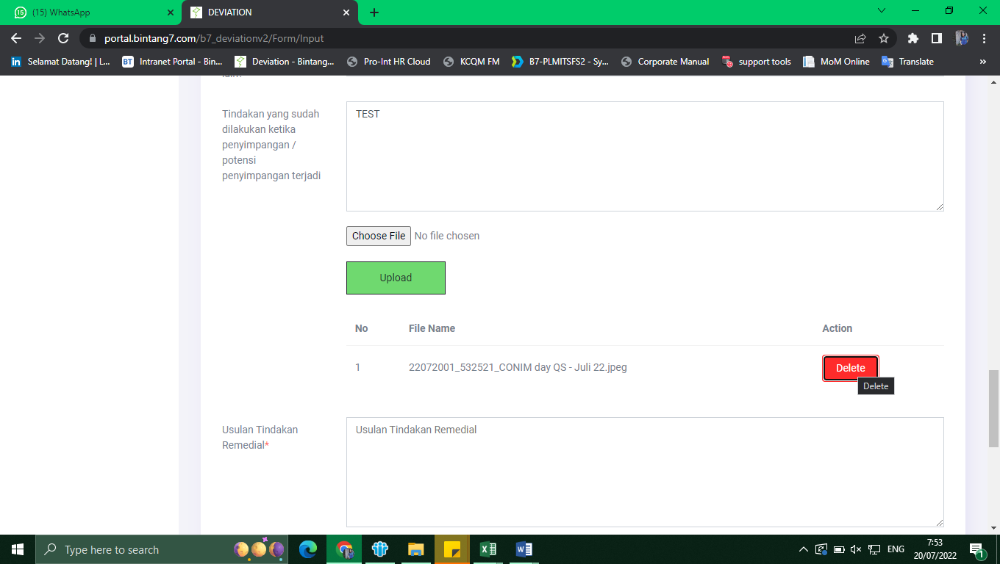 15 (15) WhatsApp
DEVIATION
portal.bintang7.com/b7_deviationv2/Form/Input
in Selamat Datang! | L...
BT Intranet Portal - Bin...
Deviation - Bintang...
Pro-Int HR Cloud
KCQM FM
B7-PLMITSFS2 - Sy...
Corporate Manual
support tools
MoM Online
Translate
»
lain?
Tindakan yang sudah
dilakukan ketika
penyimpangan /
potensi
penyimpangan terjadi
TEST
Choose File No file chosen
Upload
No File Name Action
1 22072001_532521_CONIM day QS - Juli 22.jpeg Delete
Delete
Usulan Tindakan
Remedial*
Usulan Tindakan Remedial
Type here to search
ENG
7:53
20/07/2022
1